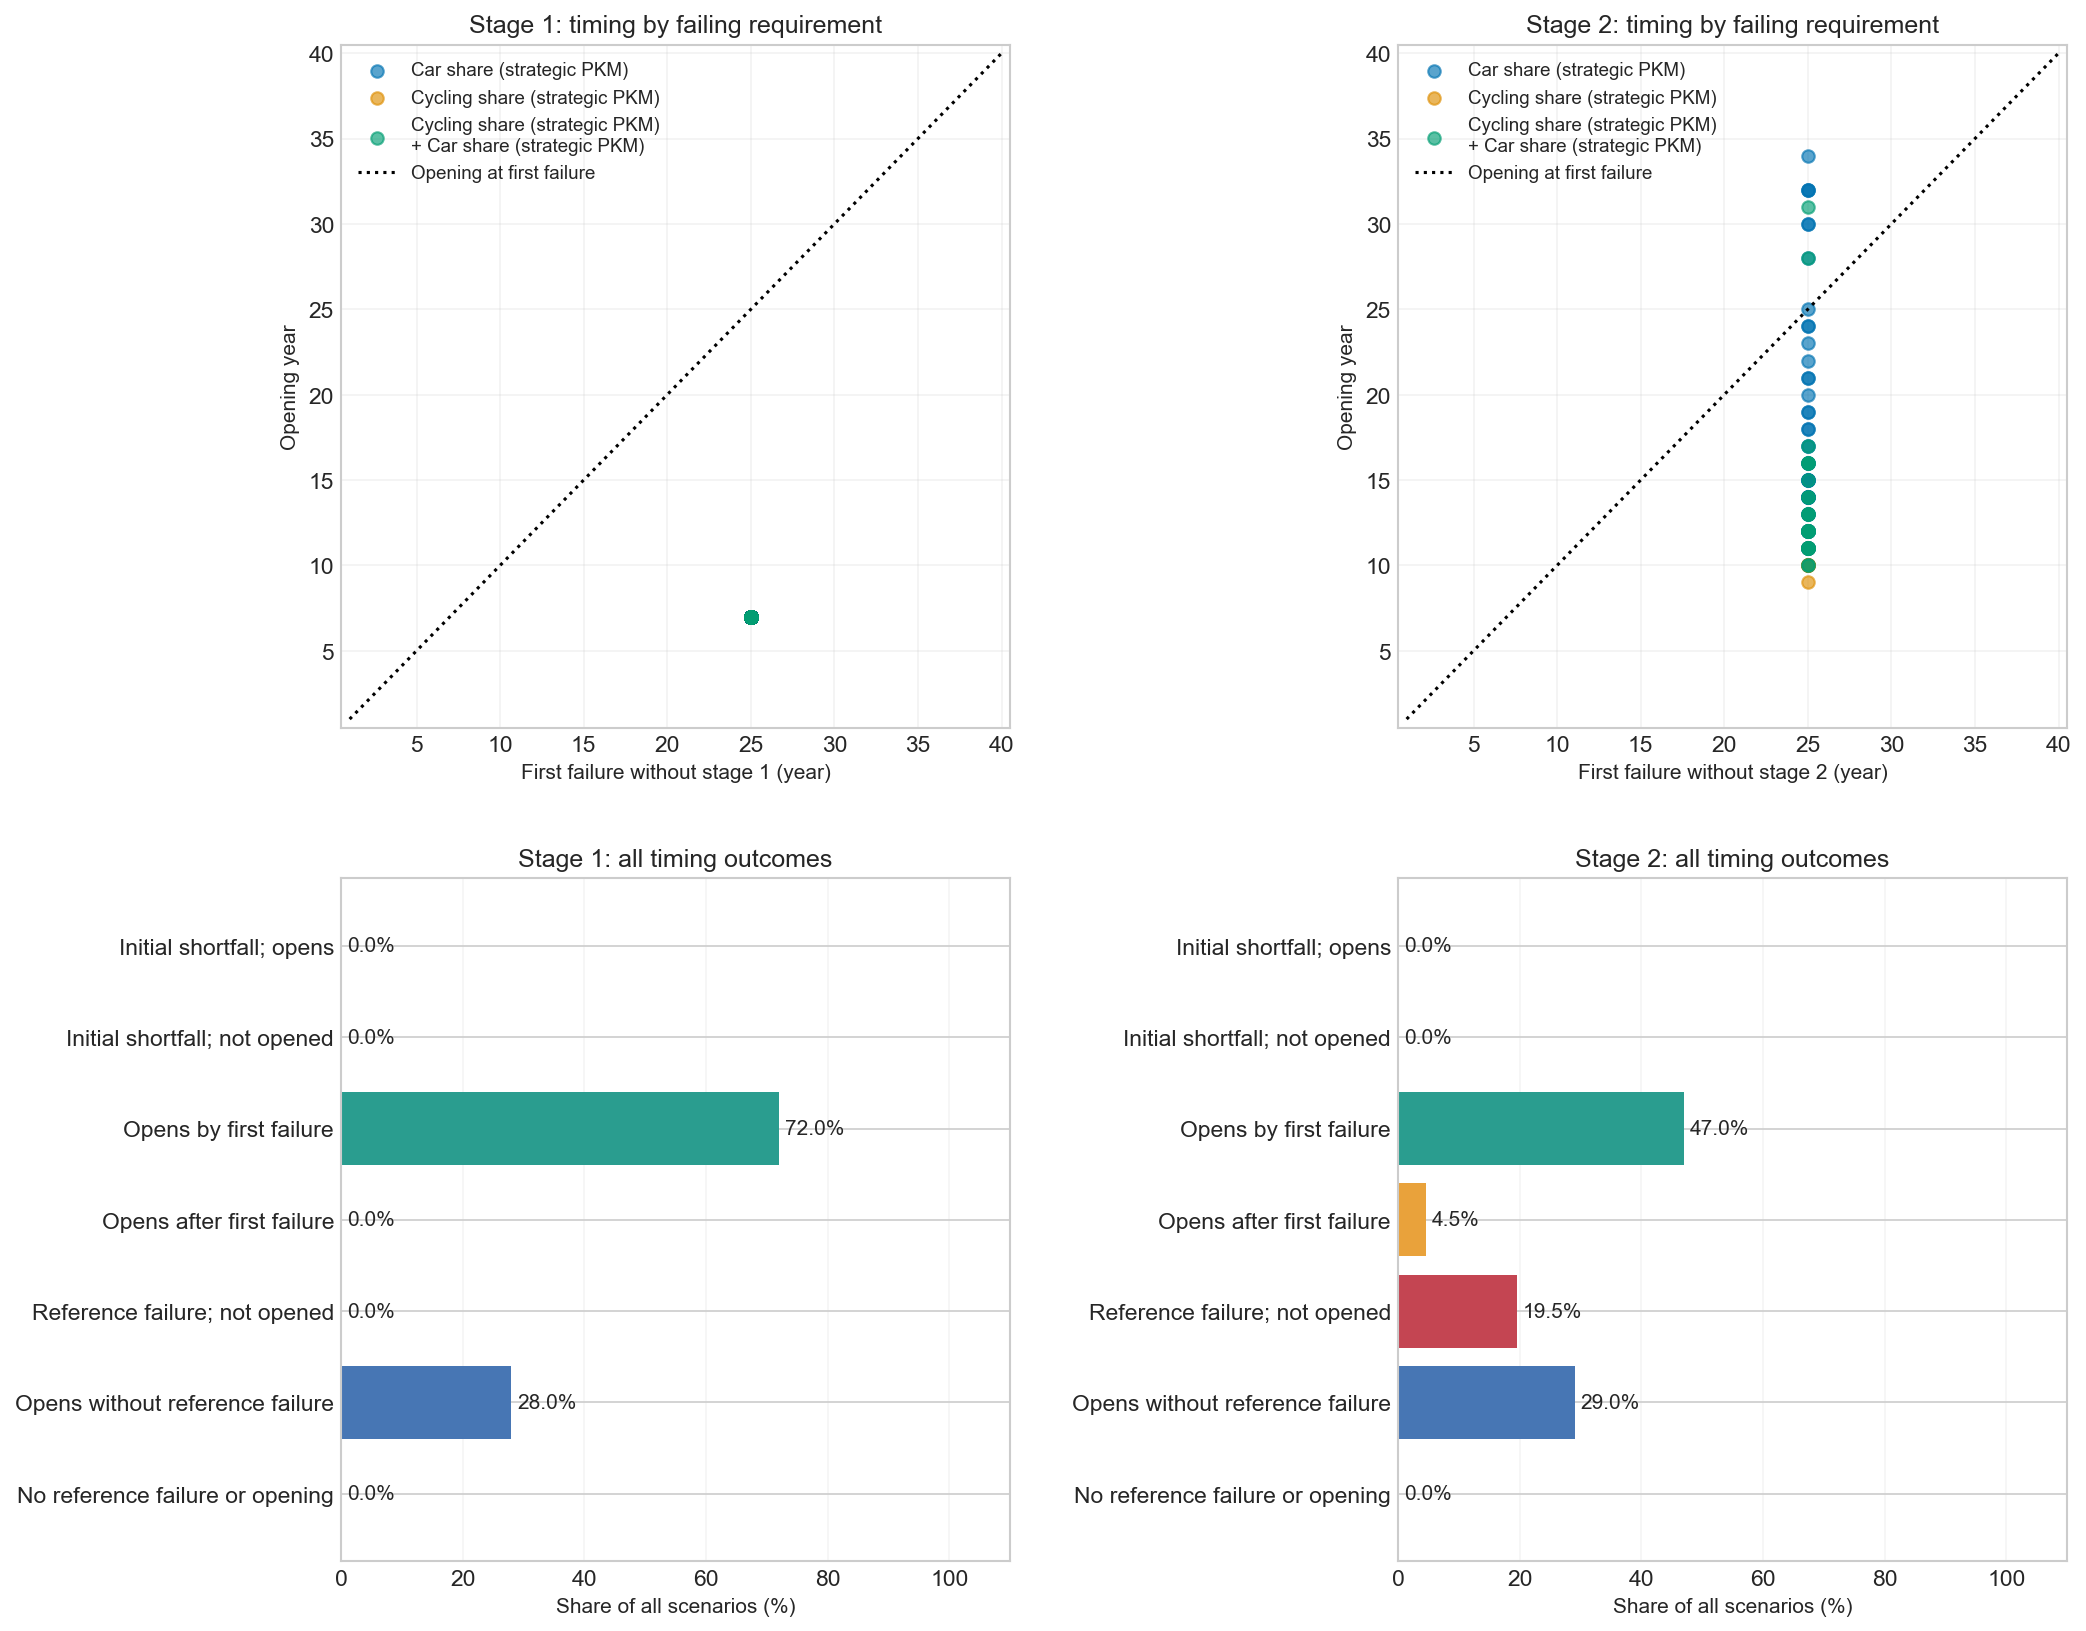 Stage 1: timing by failing requirement
40
35
30
25
20
15
10
5
Opening year
Car share (strategic PKM)
Cycling share (strategic PKM)
Cycling share (strategic PKM)
+ Car share (strategic PKM)
Opening at first failure
5 10 15 20 25 30 35 40
First failure without stage 1 (year)
Stage 2: timing by failing requirement
40
35
30
25
20
15
10
5
Opening year
Car share (strategic PKM)
Cycling share (strategic PKM)
Cycling share (strategic PKM)
+ Car share (strategic PKM)
Opening at first failure
5 10 15 20 25 30 35 40
First failure without stage 2 (year)
Stage 1: all timing outcomes
Initial shortfall; opens 0.0%
Initial shortfall; not opened 0.0%
Opens by first failure 72.0%
Opens after first failure 0.0%
Reference failure; not opened 0.0%
Opens without reference failure 28.0%
No reference failure or opening 0.0%
0 20 40 60 80 100
Share of all scenarios (%)
Stage 2: all timing outcomes
Initial shortfall; opens 0.0%
Initial shortfall; not opened 0.0%
Opens by first failure 47.0%
Opens after first failure 4.5%
Reference failure; not opened 19.5%
Opens without reference failure 29.0%
No reference failure or opening 0.0%
0 20 40 60 80 100
Share of all scenarios (%)